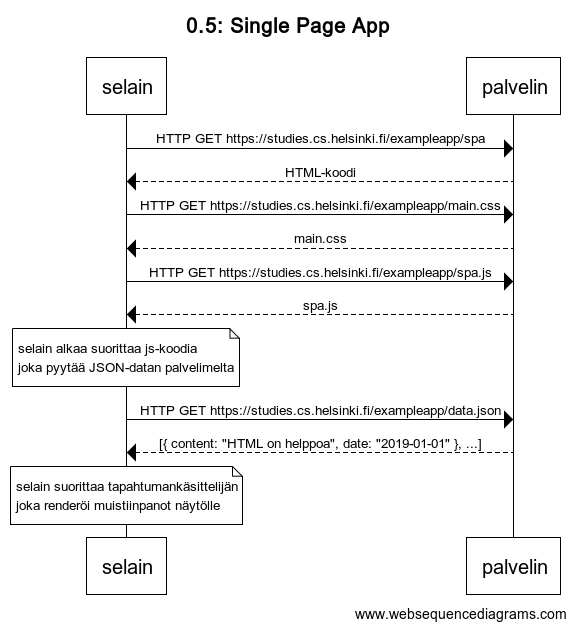 0.5: Single Page App
selain
palvelin
HTTP GET https://studies.cs.helsinki.fi/exampleapp/spa
HTML-koodi
HTTP GET https://studies.cs.helsinki.fi/exampleapp/main.css
main.css
HTTP GET https://studies.cs.helsinki.fi/exampleapp/spa.js
spa.js
selain alkaa suorittaa js-koodia
joka pyytää JSON-datan palvelimelta
HTTP GET https://studies.cs.helsinki.fi/exampleapp/data.json
[{ content: "HTML on helppoa", date: "2019-01-01" }, ...]
selain suorittaa tapahtumankäsittelijän
joka renderöi muistiinpanot näytölle
selain
palvelin
www.websequencediagrams.com